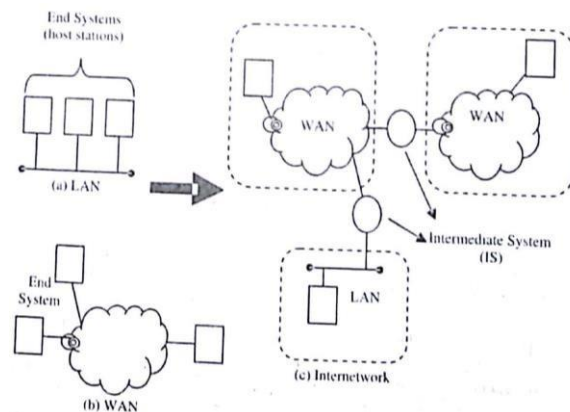 End Systems
(host stations)
(a) LAN
WAN
WAN
Intermediate System
(IS)
LAN
End
System
(b) WAN
(c) Internetwork